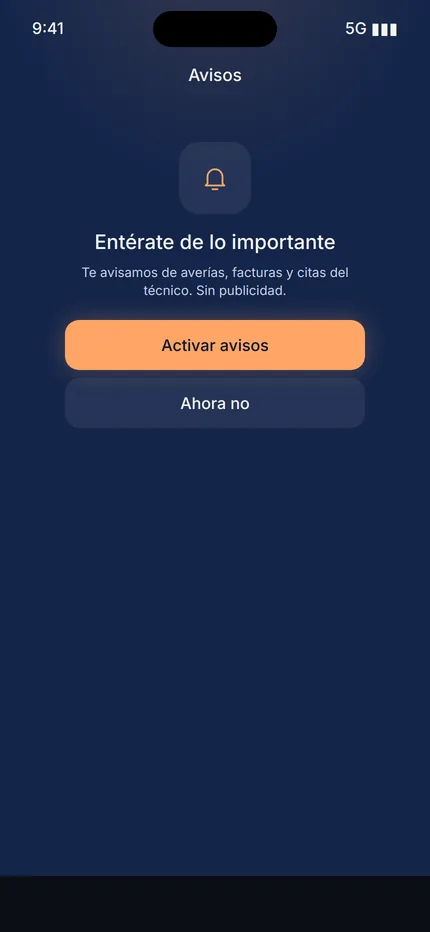 9:41
5G
Avisos
Entérate de lo importante
Te avisamos de averías, facturas y citas del
técnico. Sin publicidad.
Activar avisos
Ahora no